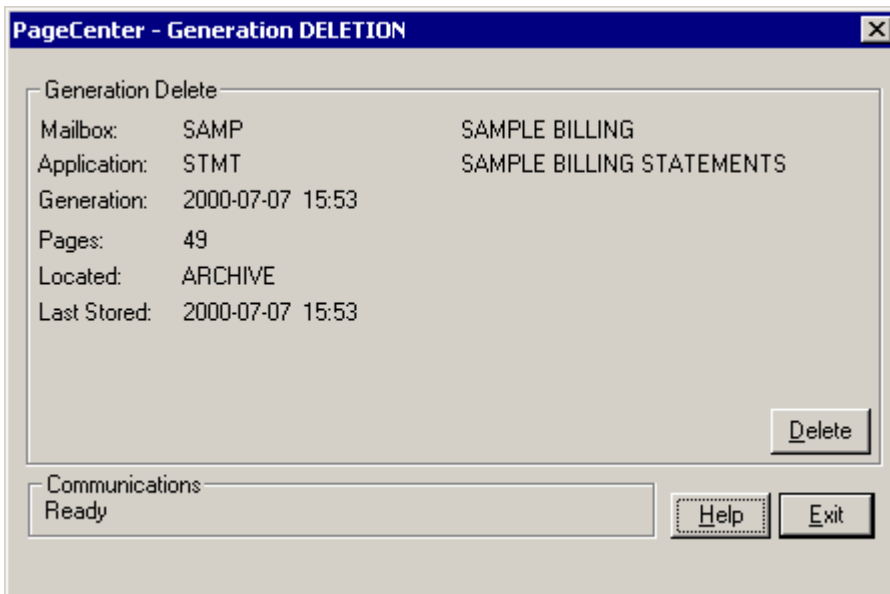 PageCenter - Generation DELETION
Generation Delete
Mailbox: SAMP SAMPLE BILLING
Application: STMT SAMPLE BILLING STATEMENTS
Generation: 2000-07-07 15:53
Pages: 49
Located: ARCHIVE
Last Stored: 2000-07-07 15:53
Delete
Communications
Ready
Help Exit